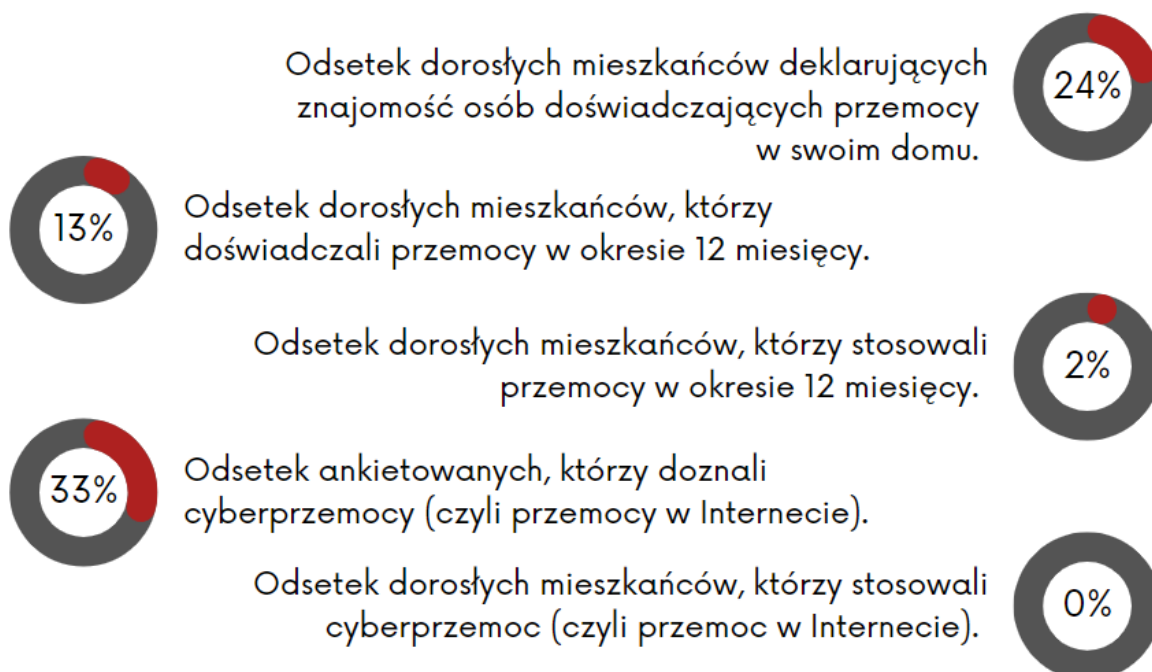 Odsetek dorosłych mieszkańców deklarujących
znajomość osób doświadczających przemocy
w swoim domu.
24%
13%
Odsetek dorosłych mieszkańców, którzy
doświadczali przemocy w okresie 12 miesięcy.
Odsetek dorosłych mieszkańców, którzy stosowali
przemocy w okresie 12 miesięcy.
2%
33%
Odsetek ankietowanych, którzy doznali
cyberprzemocy (czyli przemocy w Internecie).
Odsetek dorosłych mieszkańców, którzy stosowali
cyberprzemoc (czyli przemoc w Internecie).
0%